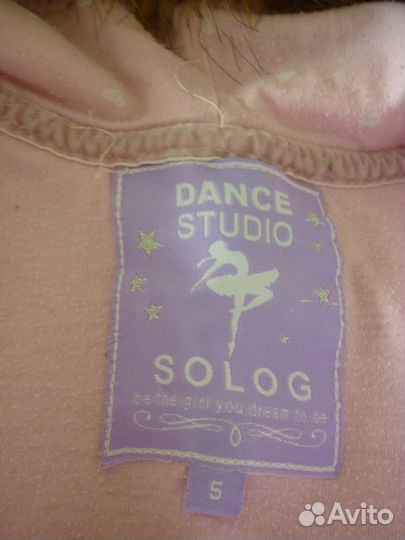 DANCE
STUDIO
SOLOG
be the girl you dream to be
5
Avito